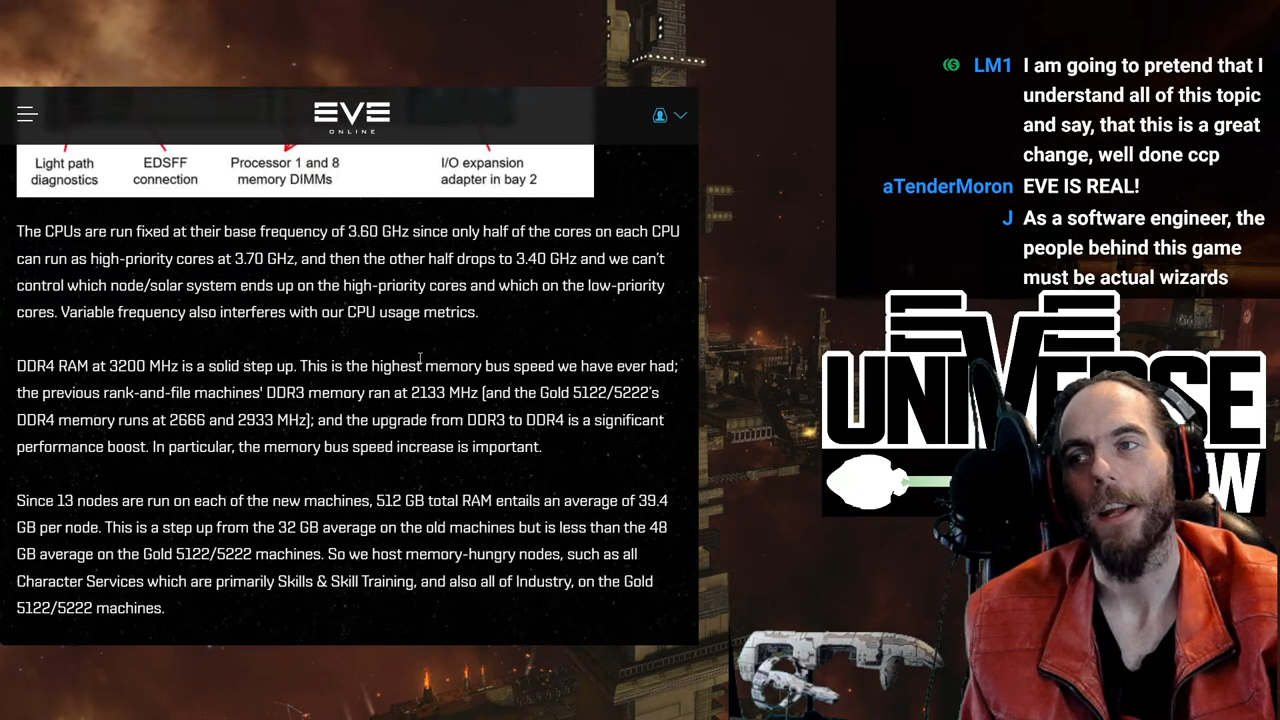 EVE
ONLINE
Light path
diagnostics
EDSFF
connection
Processor 1 and 8
memory DIMMs
I/O expansion
adapter in bay 2
The CPUs are run fixed at their base frequency of 3.60 GHz since only half of the cores on each CPU
can run as high-priority cores at 3.70 GHz, and then the other half drops to 3.40 GHz and we can't
control which node/solar system ends up on the high-priority cores and which on the low-priority
cores. Variable frequency also interferes with our CPU usage metrics.
DDR4 RAM at 3200 MHz is a solid step up. This is the highest memory bus speed we have ever had;
the previous rank-and-file machines' DDR3 memory ran at 2133 MHz (and the Gold 5122/5222's
DDR4 memory runs at 2666 and 2933 MHz); and the upgrade from DDR3 to DDR4 is a significant
performance boost. In particular, the memory bus speed increase is important.
Since 13 nodes are run on each of the new machines, 512 GB total RAM entails an average of 39.4
GB per node. This is a step up from the 32 GB average on the old machines but is less than the 48
GB average on the Gold 5122/5222 machines. So we host memory-hungry nodes, such as all
Character Services which are primarily Skills & Skill Training, and also all of Industry, on the Gold
5122/5222 machines.
LM1 I am going to pretend that I
understand all of this topic
and say, that this is a great
change, well done ccp
aTenderMoron EVE IS REAL!
J As a software engineer, the
people behind this game
must be actual wizards
EVE
UNIVERSE